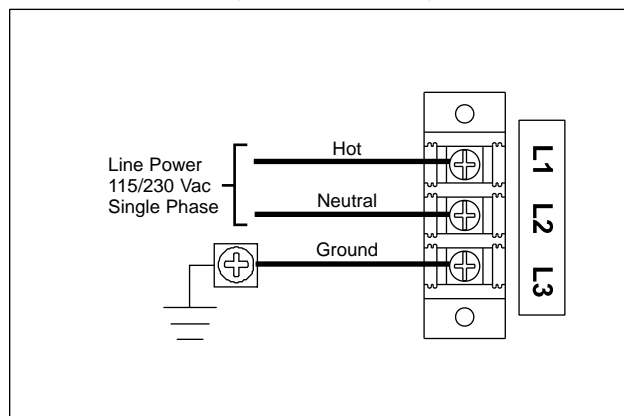 Line Power
115/230 Vac
Single Phase
Hot
Neutral
Ground
L1
L2
L3